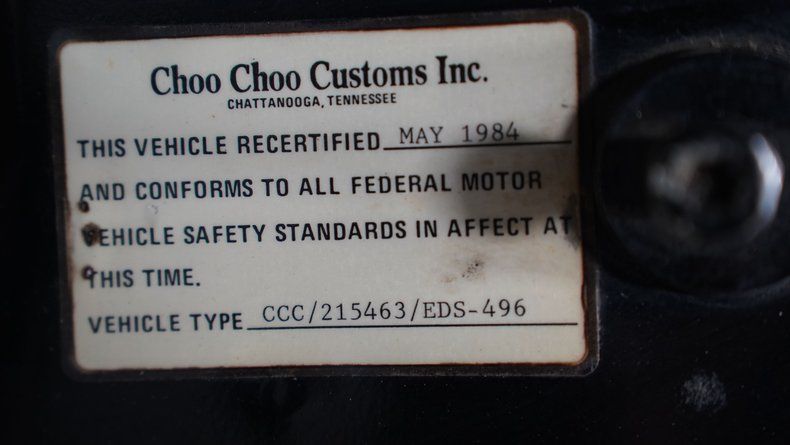 Choo Choo Customs Inc.
CHATTANOOGA, TENNESSEE
THIS VEHICLE RECERTIFIED MAY 1984
AND CONFORMS TO ALL FEDERAL MOTOR
VEHICLE SAFETY STANDARDS IN AFFECT AT
THIS TIME.
VEHICLE TYPE CCC/215463/EDS-496